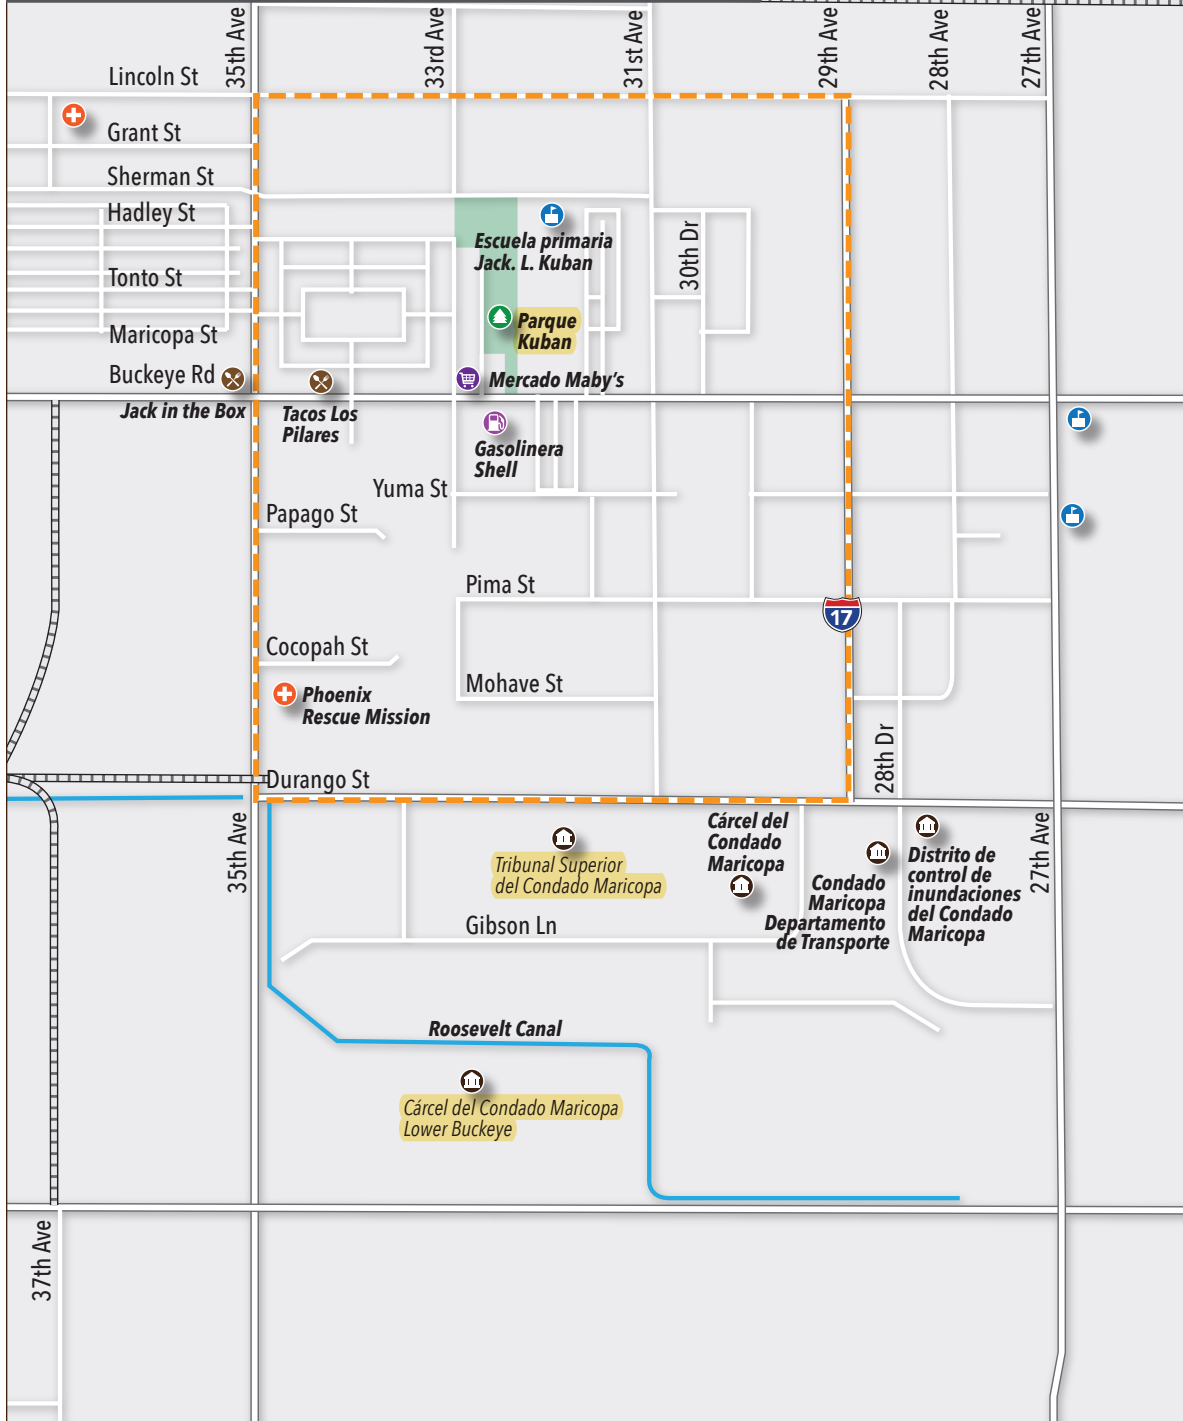 35th Ave
33rd Ave
31st Ave
29th Ave
28th Ave
27th Ave
Lincoln St
Grant St
Sherman St
Hadley St
Escuela primaria
Jack. L. Kuban
30th Dr
Tonto St
Parque
Kuban
Maricopa St
Buckeye Rd
Mercado Maby's
Jack in the Box
Tacos Los
Pilares
Gasolinera
Shell
Yuma St
Papago St
Pima St
17
Cocopah St
Mohave St
Phoenix
Rescue Mission
28th Dr
Durango St
35th Ave
Tribunal Superior
del Condado Maricopa
Cárcel del
Condado
Maricopa
Condado
Maricopa
Departamento
de Transporte
Distrito de
control de
inundaciones
del Condado
Maricopa
27th Ave
Gibson Ln
Roosevelt Canal
Cárcel del Condado Maricopa
Lower Buckeye
37th Ave